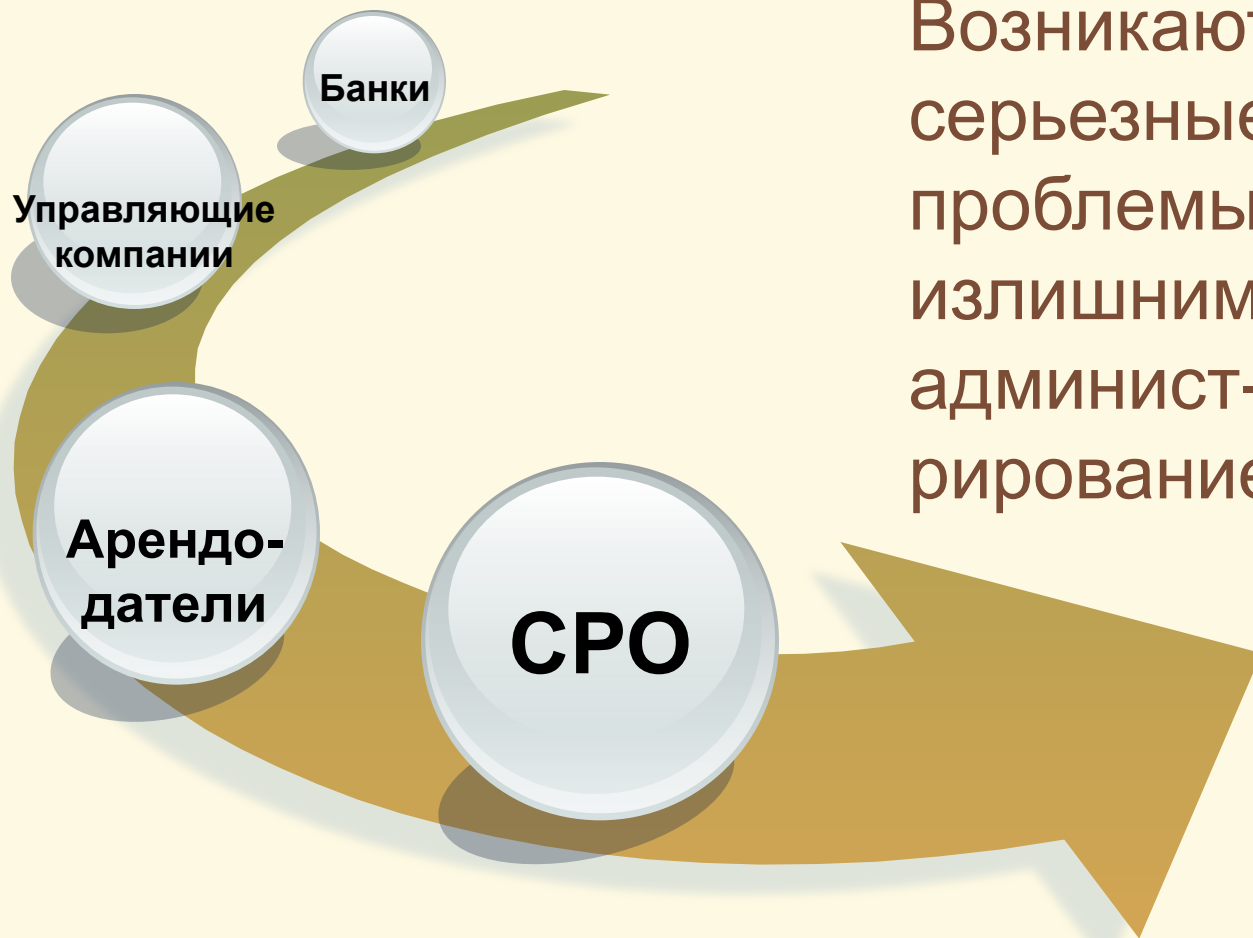 Банки
Управляющие
компании
Арендо-
датели
СРО
Возникают
серьезные
проблемы
излишним
админист-
рирование